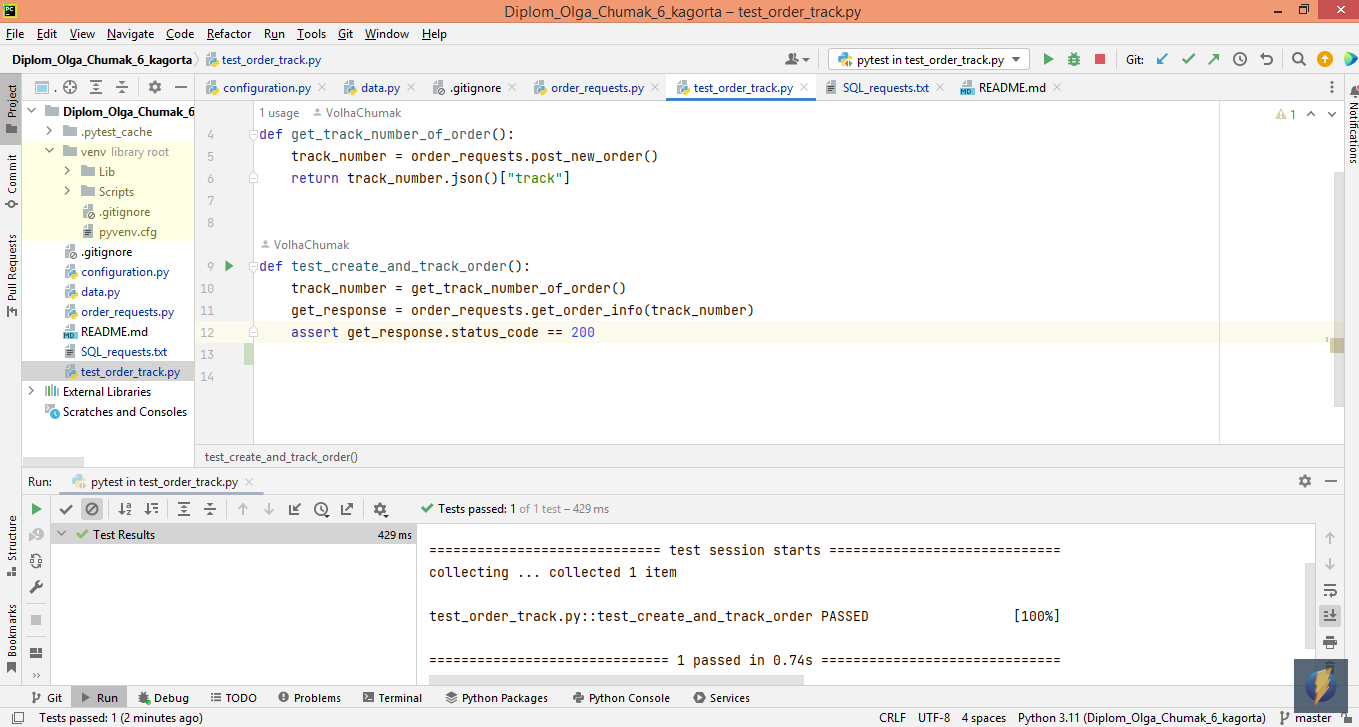 Diplom_Olga_Chumak_6_kagorta – test_order_track.py
File Edit View Navigate Code Refactor Run Tools Git Window Help
Diplom_Olga_Chumak_6_kagorta test_order_track.py
pytest in test_order_track.py Git:
Project
Commit
Pull Requests
Structure
Bookmarks
Notifications
configuration.py data.py .gitignore order_requests.py test_order_track.py SQL_requests.txt README.md
Diplom_Olga_Chumak_6
.pytest_cache
venv library root
Lib
Scripts
.gitignore
pyvenv.cfg
.gitignore
configuration.py
data.py
order_requests.py
README.md
SQL_requests.txt
test_order_track.py
External Libraries
Scratches and Consoles
1 usage VolhaChumak
1
4 def get_track_number_of_order():
5 track_number = order_requests.post_new_order()
6 return track_number.json()["track"]
7
8
VolhaChumak
9 def test_create_and_track_order():
10 track_number = get_track_number_of_order()
11 get_response = order_requests.get_order_info(track_number)
12 assert get_response.status_code == 200
13
14
test_create_and_track_order()
Run: pytest in test_order_track.py
Tests passed: 1 of 1 test – 429 ms
Test Results 429 ms
============================= test session starts =============================
collecting ... collected 1 item
test_order_track.py::test_create_and_track_order PASSED [100%]
============================== 1 passed in 0.74s ==============================
Git Run Debug TODO Problems Terminal Python Packages Python Console Services
Tests passed: 1 (2 minutes ago) CRLF UTF-8 4 spaces Python 3.11 (Diplom_Olga_Chumak_6_kagorta) master